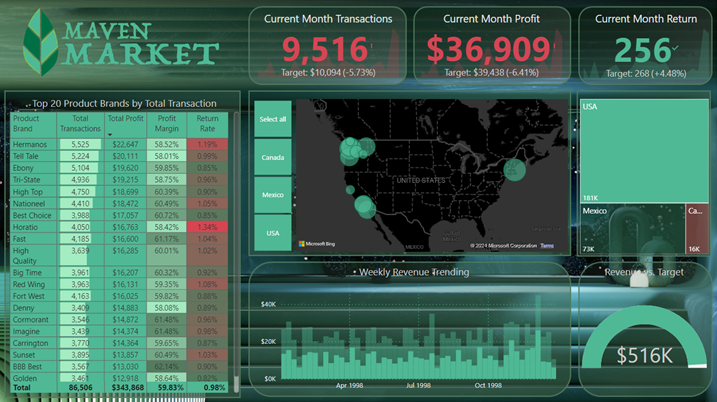 MAVEN
MARKET
Current Month Transactions
9,516!
Target: $10,094 (-5.73%)
Current Month Profit
$36,909!
Target: $39,438 (-6.41%)
Current Month Return
256✓
Target: 268 (+4.48%)
Top 20 Product Brands by Total Transaction
Product Brand Total Transactions Total Profit Profit Margin Return Rate
Hermanos 5,525 $22,647 58.52% 1.19%
Tell Tale 5,224 $20,111 58.01% 0.99%
Ebony 5,104 $19,620 59.85% 0.85%
Tri-State 4,936 $19,215 58.75% 0.96%
High Top 4,750 $18,699 60.39% 0.90%
Nationeel 4,410 $18,472 60.49% 1.05%
Best Choice 3,988 $17,057 60.72% 0.85%
Horatio 4,050 $16,763 58.42% 1.34%
Fast 4,185 $16,600 61.17% 1.04%
High Quality 3,639 $16,285 60.01% 1.02%
Big Time 3,961 $16,207 60.32% 0.92%
Red Wing 3,963 $16,131 59.35% 1.08%
Fort West 4,163 $16,025 59.82% 0.88%
Denny 3,409 $14,883 58.08% 0.89%
Cormorant 3,546 $14,872 61.48% 0.96%
Imagine 3,439 $14,374 61.48% 0.98%
Carrington 3,770 $14,364 59.65% 0.87%
Sunset 3,895 $13,857 60.49% 1.03%
BBB Best 3,567 $13,030 62.14% 0.90%
Golden 3,461 $12,918 58.64% 0.82%
Total 86,506 $343,868 59.83% 0.98%
Select all
Canada
Mexico
USA
UNITED STATES
MEXICO
Microsoft Bing
© 2024 Microsoft Corporation Terms
USA
181K
Mexico
73K
Ca...
16K
Weekly Revenue Trending
$40K
$20K
$0K
Apr 1998
Jul 1998
Oct 1998
Revenue vs. Target
$516K